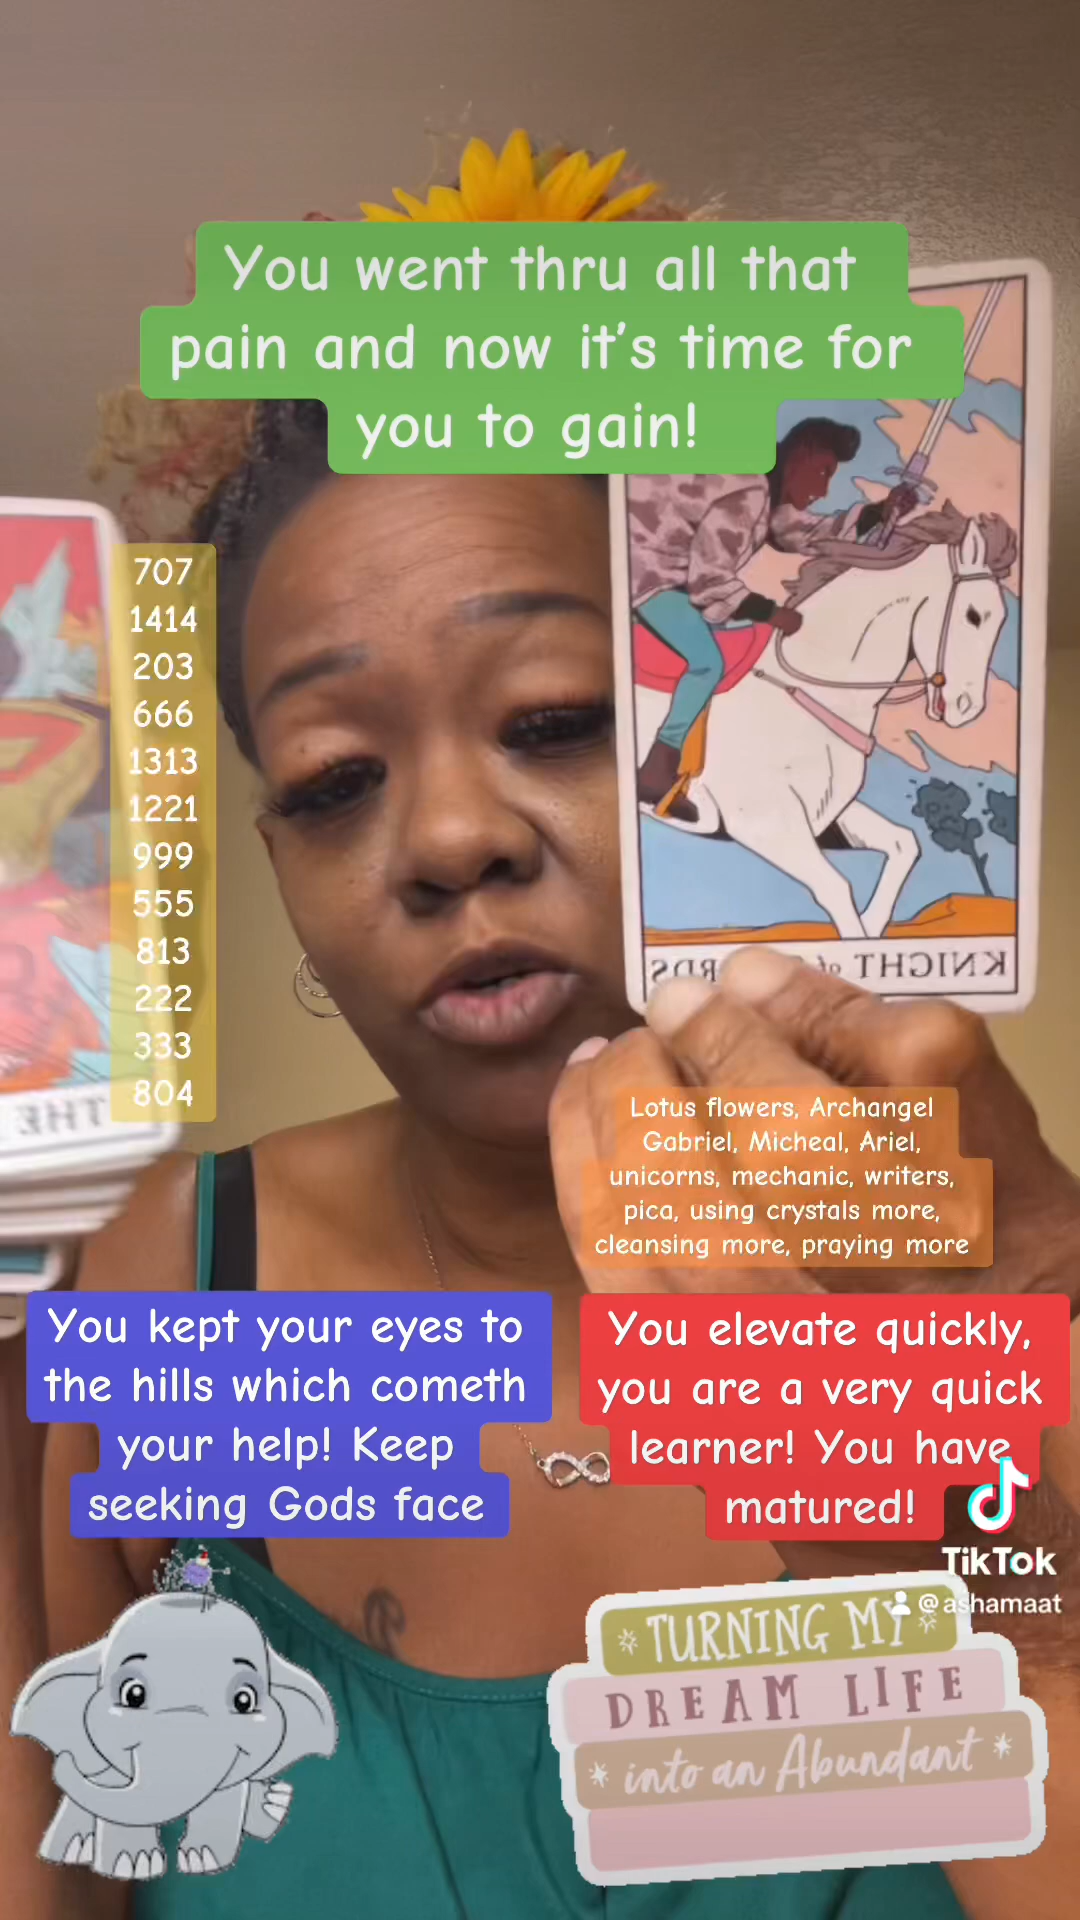 You went thru all that
pain and now it's time for
you to gain!
707
1414
203
666
1313
1221
999
555
813
222
333
804
KNIGHT of
THE
Lotus flowers, Archangel
Gabriel, Micheal, Ariel,
unicorns, mechanic, writers,
pica, using crystals more,
cleansing more, praying more
You kept your eyes to
the hills which cometh
your help! Keep
seeking Gods face
You elevate quickly,
you are a very quick
learner! You have
matured!
TikTok
@ashamaat
TURNING MY
DREAM LIFE
into an Abundant